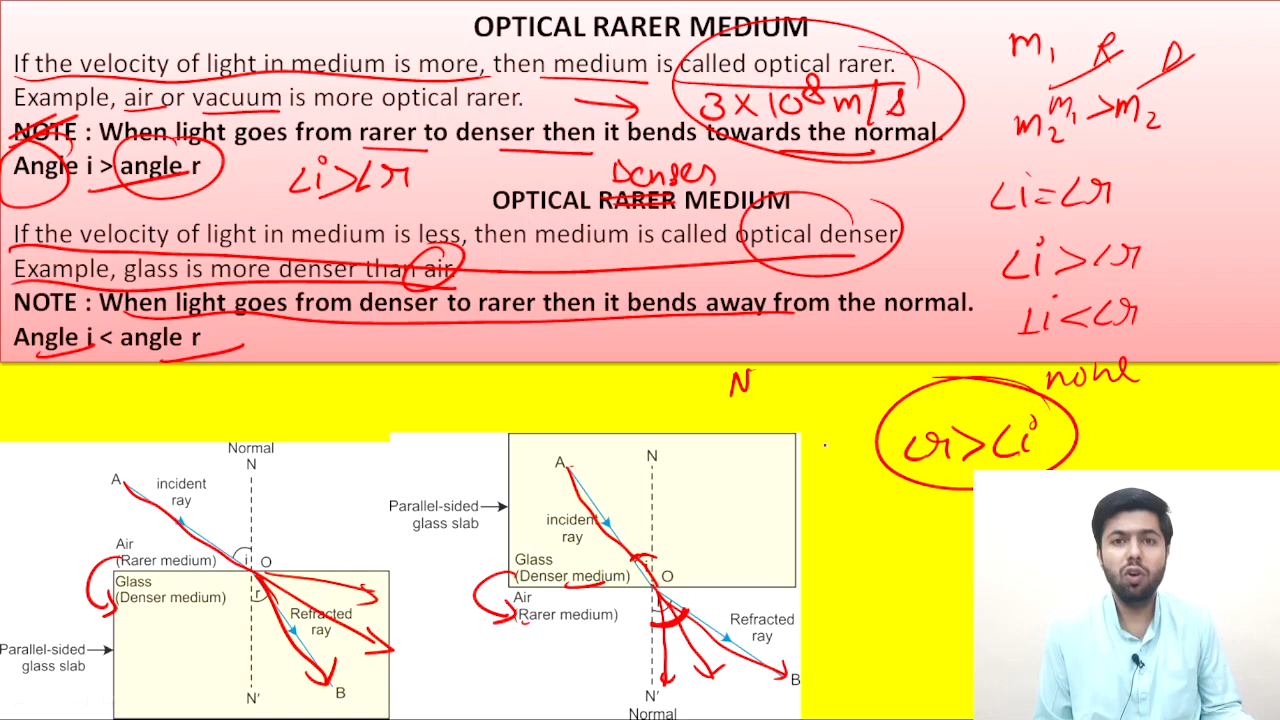 OPTICAL RARER MEDIUM
If the velocity of light in medium is more, then medium is called optical rarer.
Example, air or vacuum is more optical rarer.
→ 3 × 10⁸ m/s
NOTE : When light goes from rarer to denser then it bends towards the normal.
Angle i > angle r
∠i > ∠r
Denser
OPTICAL RARER MEDIUM
If the velocity of light in medium is less, then medium is called optical denser
Example, glass is more denser than air.
NOTE : When light goes from denser to rarer then it bends away from the normal.
Angle i < angle r
m₁ R D
m₂ m₁ > m₂
∠i = ∠r
∠i > ∠r
∠i < ∠r
none
N
∠r > ∠i
Normal
N
A
incident
ray
Air
(Rarer medium)
i
O
Glass
(Denser medium)
r
Refracted
ray
Parallel-sided
glass slab
N'
B
A
N
Parallel-sided
glass slab
incident
ray
Glass
(Denser medium)
i
O
Air
(Rarer medium)
Refracted
ray
B
N'
Normal